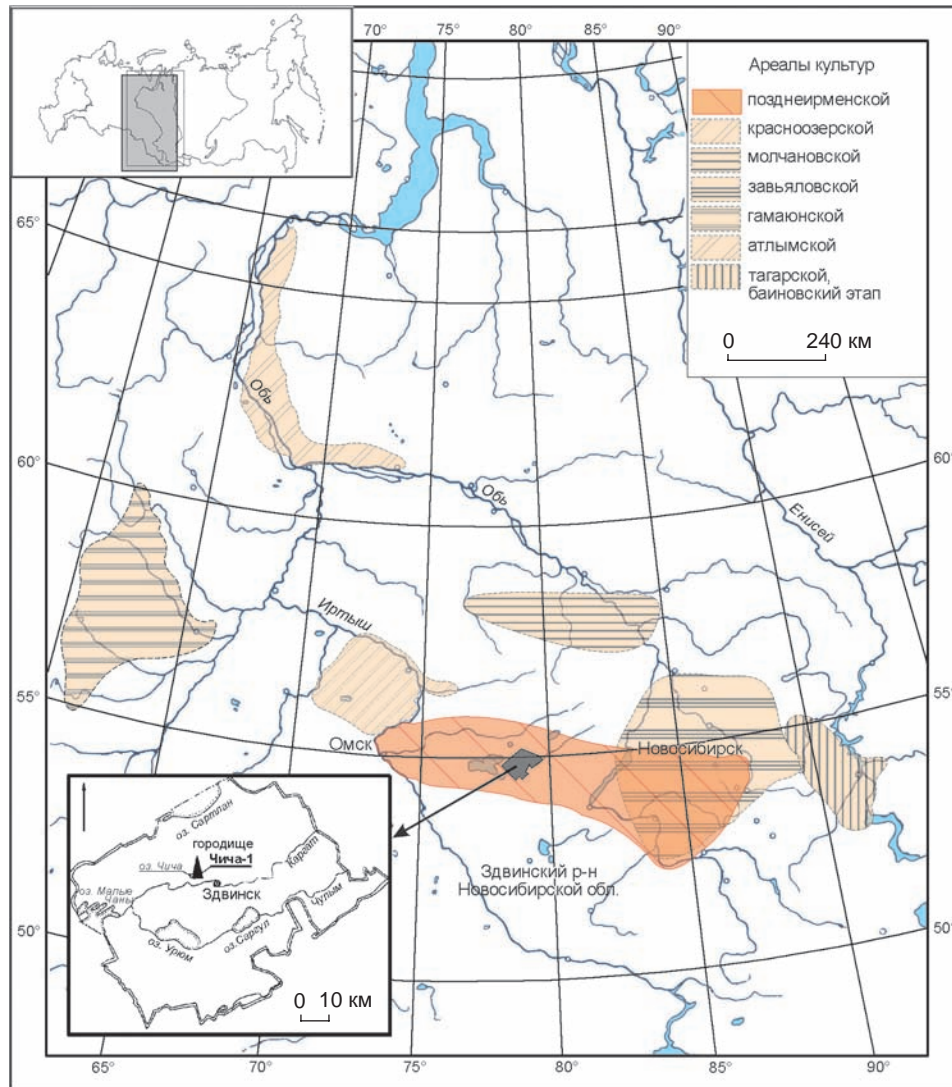 70° 75° 80° 85° 90°
Ареалы культур
позднеирменской
красноозерской
молчановской
завьяловской
гамаюнской
атлымской
тагарской,
баиновский этап
0 240 км
65°
65°
60°
60°
55°
55°
50°
50°
Обь
Обь
Енисей
Иртыш
Омск
Новосибирск
Здвинский р-н
Новосибирской обл.
оз. Сартлан
городище
Чича-1
оз. Чича
Каргат
Здвинск
оз. Малые
Чаны
Чулым
оз. Саргул
оз. Урюм
0 10 км
65° 70° 75° 80° 85° 90°